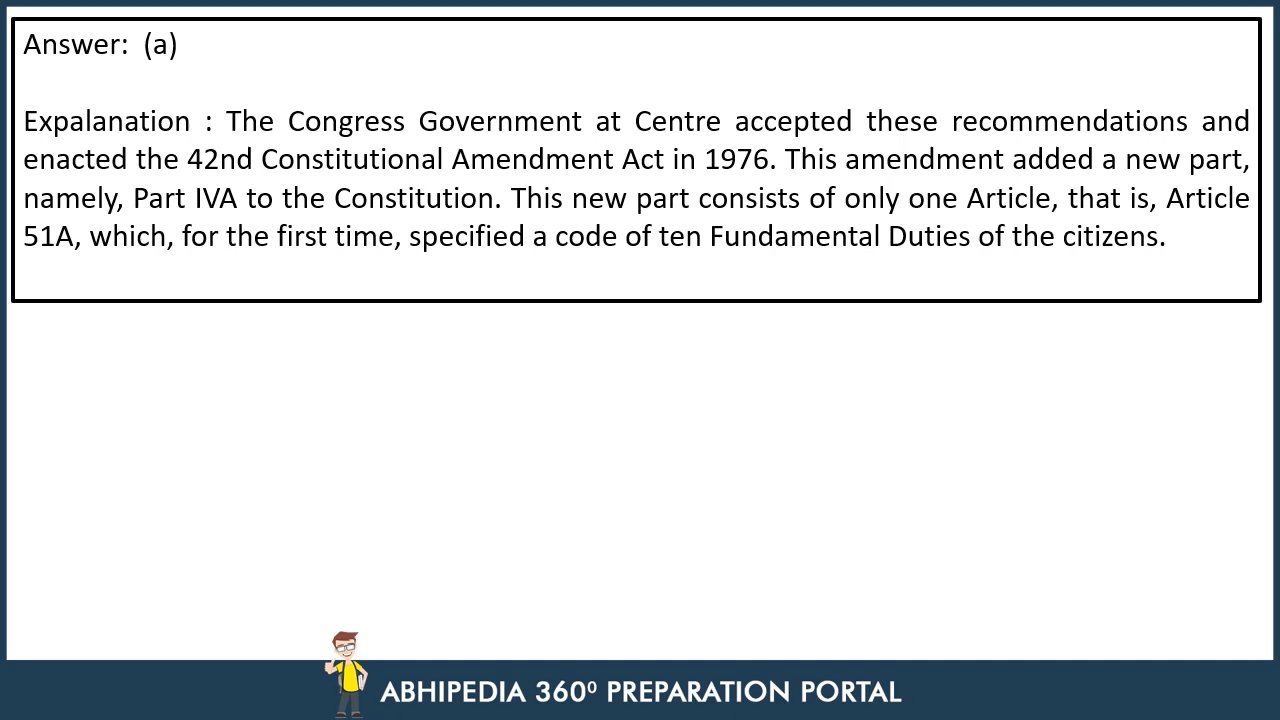 Answer: (a)
Expalanation : The Congress Government at Centre accepted these recommendations and
enacted the 42nd Constitutional Amendment Act in 1976. This amendment added a new part,
namely, Part IVA to the Constitution. This new part consists of only one Article, that is, Article
51A, which, for the first time, specified a code of ten Fundamental Duties of the citizens.
ABHIPEDIA 360⁰ PREPARATION PORTAL